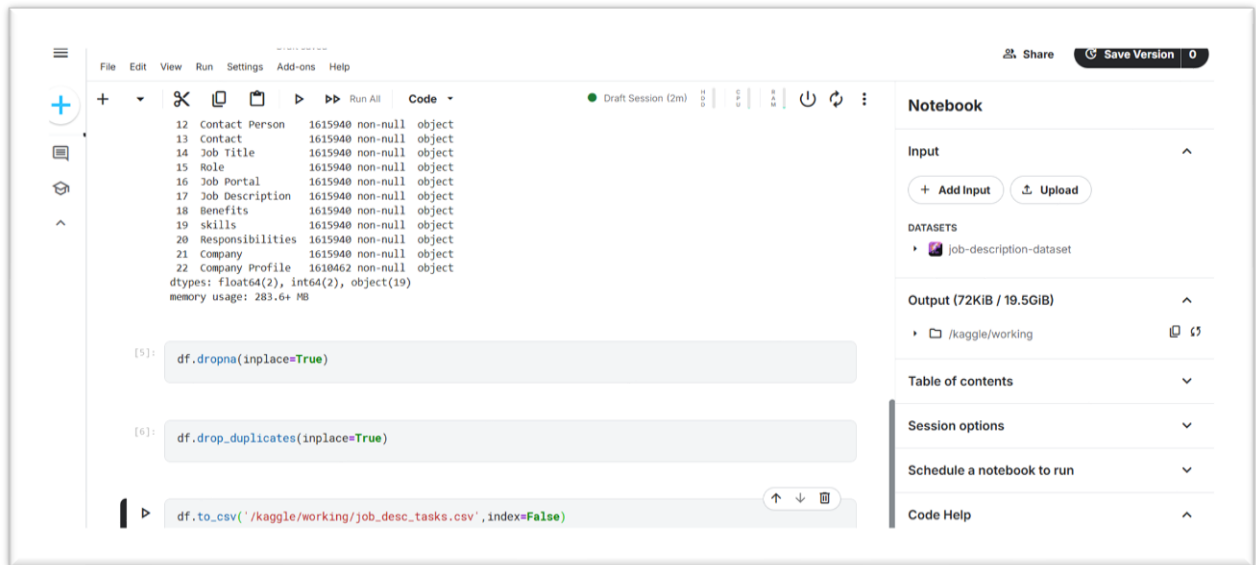 Share
Save Version 0
File Edit View Run Settings Add-ons Help
Run All Code
Draft Session (2m)
HDD
CPU
RAM
12 Contact Person 1615940 non-null object
13 Contact 1615940 non-null object
14 Job Title 1615940 non-null object
15 Role 1615940 non-null object
16 Job Portal 1615940 non-null object
17 Job Description 1615940 non-null object
18 Benefits 1615940 non-null object
19 skills 1615940 non-null object
20 Responsibilities 1615940 non-null object
21 Company 1615940 non-null object
22 Company Profile 1610462 non-null object
dtypes: float64(2), int64(2), object(19)
memory usage: 283.6+ MB
[5]:
df.dropna(inplace=True)
[6]:
df.drop_duplicates(inplace=True)
df.to_csv('/kaggle/working/job_desc_tasks.csv',index=False)
Notebook
Input
+ Add Input
Upload
DATASETS
job-description-dataset
Output (72KiB / 19.5GiB)
/kaggle/working
Table of contents
Session options
Schedule a notebook to run
Code Help